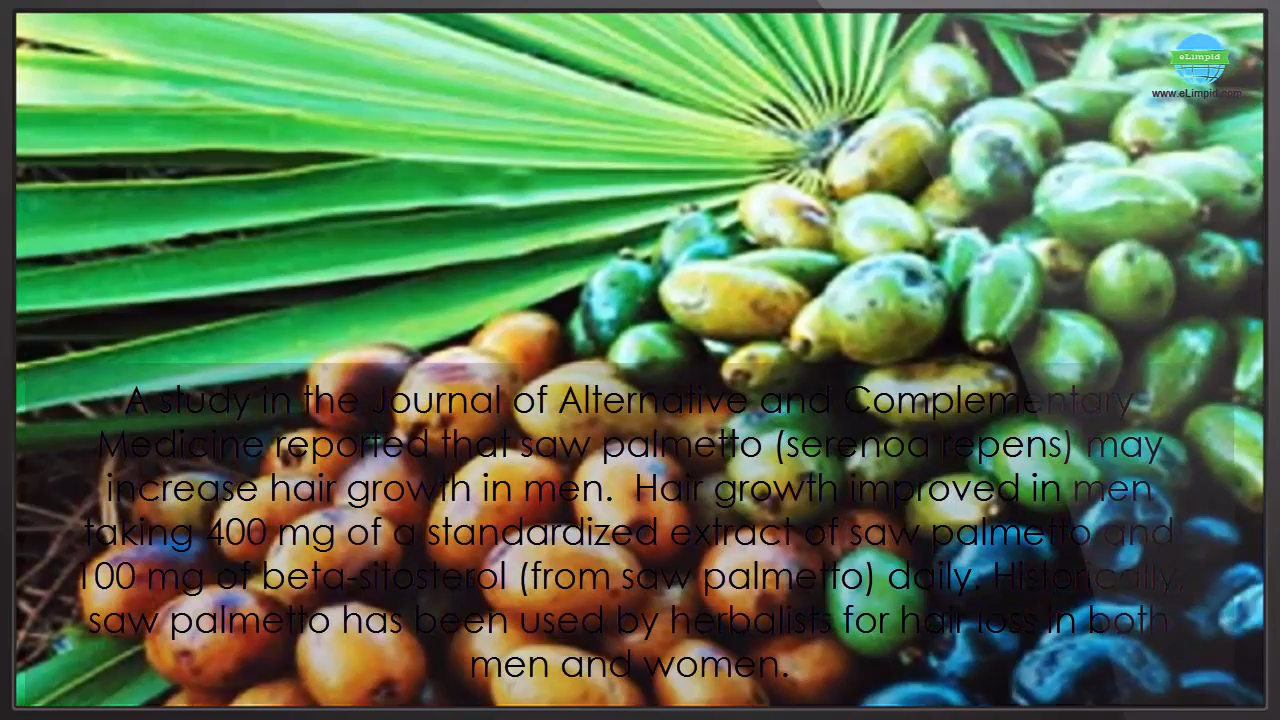 eLimpid
www.eLimpid.com
A study in the Journal of Alternative and Complementary
Medicine reported that saw palmetto (serenoa repens) may
increase hair growth in men.  Hair growth improved in men
taking 400 mg of a standardized extract of saw palmetto and
100 mg of beta-sitosterol (from saw palmetto) daily. Historically,
saw palmetto has been used by herbalists for hair loss in both
men and women.